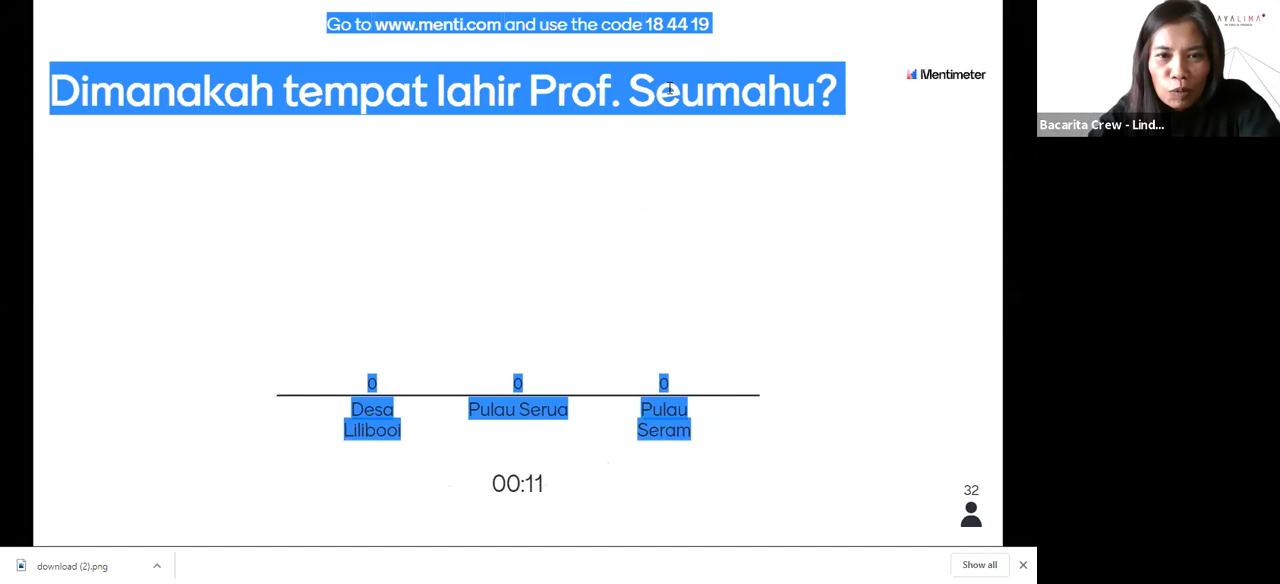 Go to www.menti.com and use the code 18 44 19
Dimanakah tempat lahir Prof. Seumahu?
Mentimeter
Bacarita Crew - Lind...
0
0
0
Desa
Lilibooi
Pulau Serua
Pulau
Seram
00:11
32
download (2).png
Show all